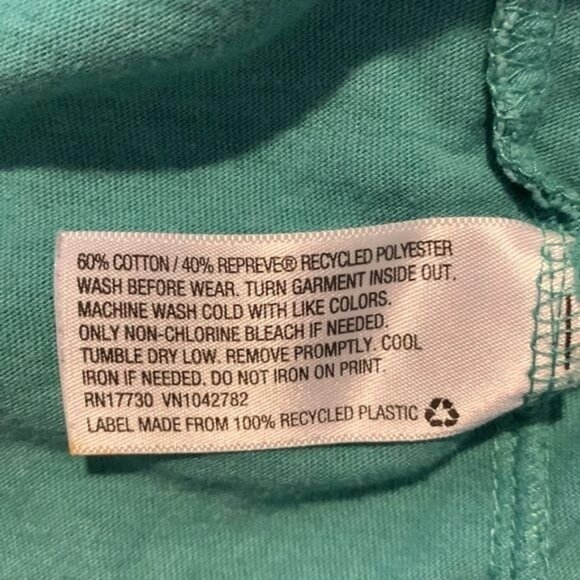 60% COTTON / 40% REPREVE® RECYCLED POLYESTER
WASH BEFORE WEAR. TURN GARMENT INSIDE OUT.
MACHINE WASH COLD WITH LIKE COLORS.
ONLY NON-CHLORINE BLEACH IF NEEDED.
TUMBLE DRY LOW. REMOVE PROMPTLY. COOL
IRON IF NEEDED. DO NOT IRON ON PRINT.
RN17730 VN1042782
LABEL MADE FROM 100% RECYCLED PLASTIC